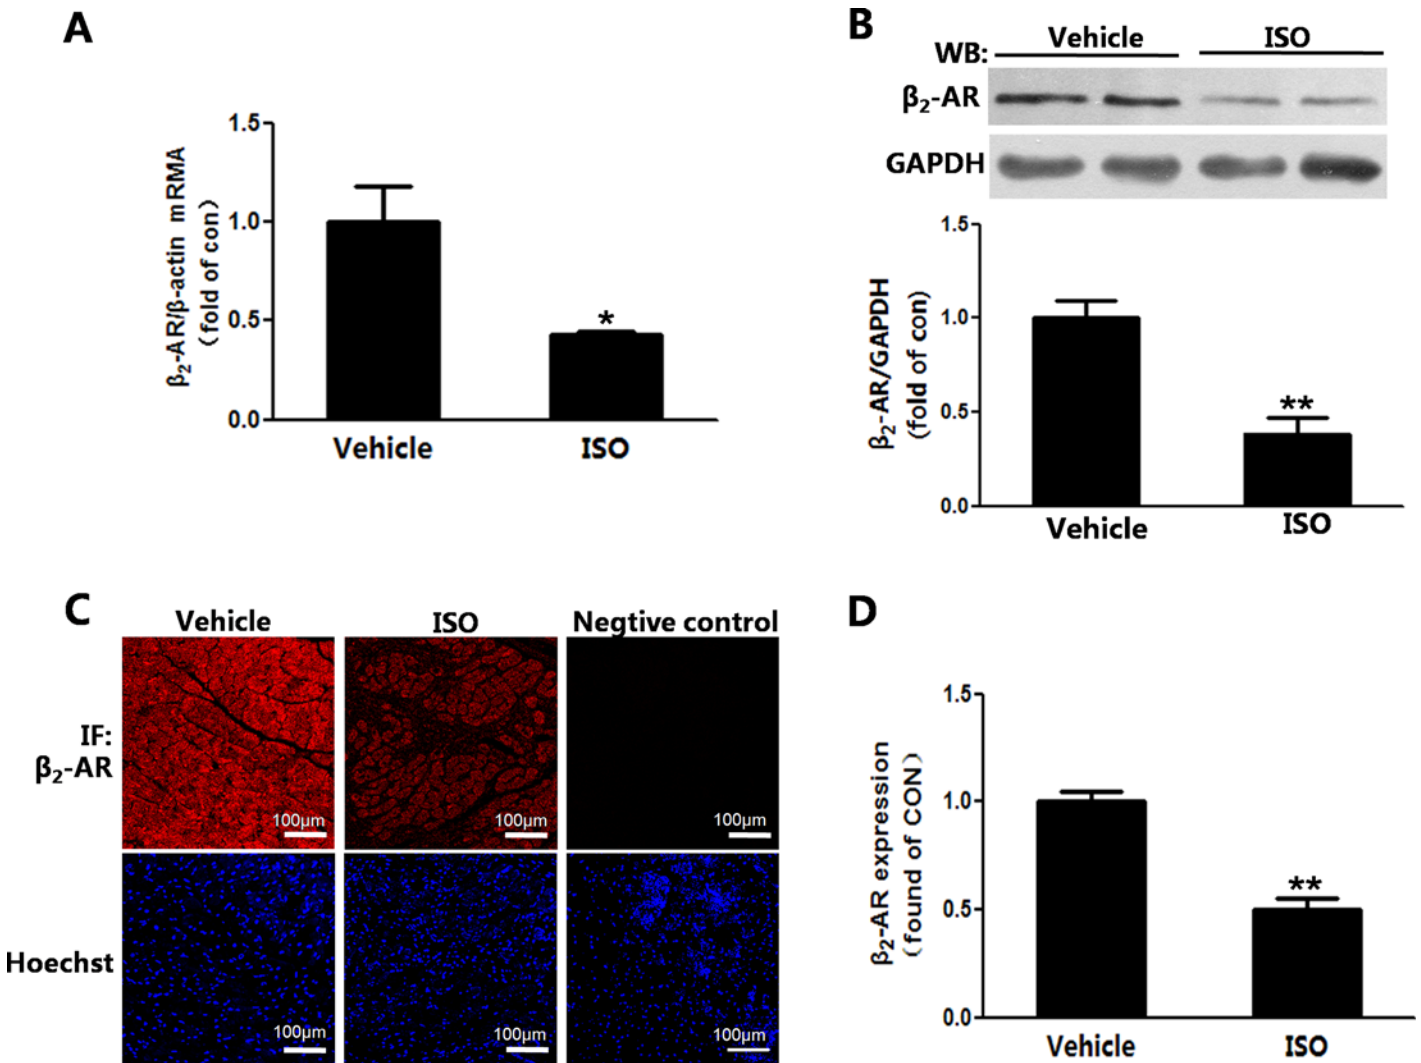 A
1.5
1.0
0.5
0.0
β₂-AR/β-actin mRMA
(fold of con)
*
Vehicle
ISO
B
Vehicle
ISO
WB:
β₂-AR
GAPDH
1.5
1.0
0.5
0.0
β₂-AR/GAPDH
(fold of con)
**
Vehicle
ISO
C
Vehicle
ISO
Negtive control
IF:
β₂-AR
100μm
100μm
100μm
Hoechst
100μm
100μm
100μm
D
1.5
1.0
0.5
0.0
β₂-AR expression
(found of CON)
**
Vehicle
ISO